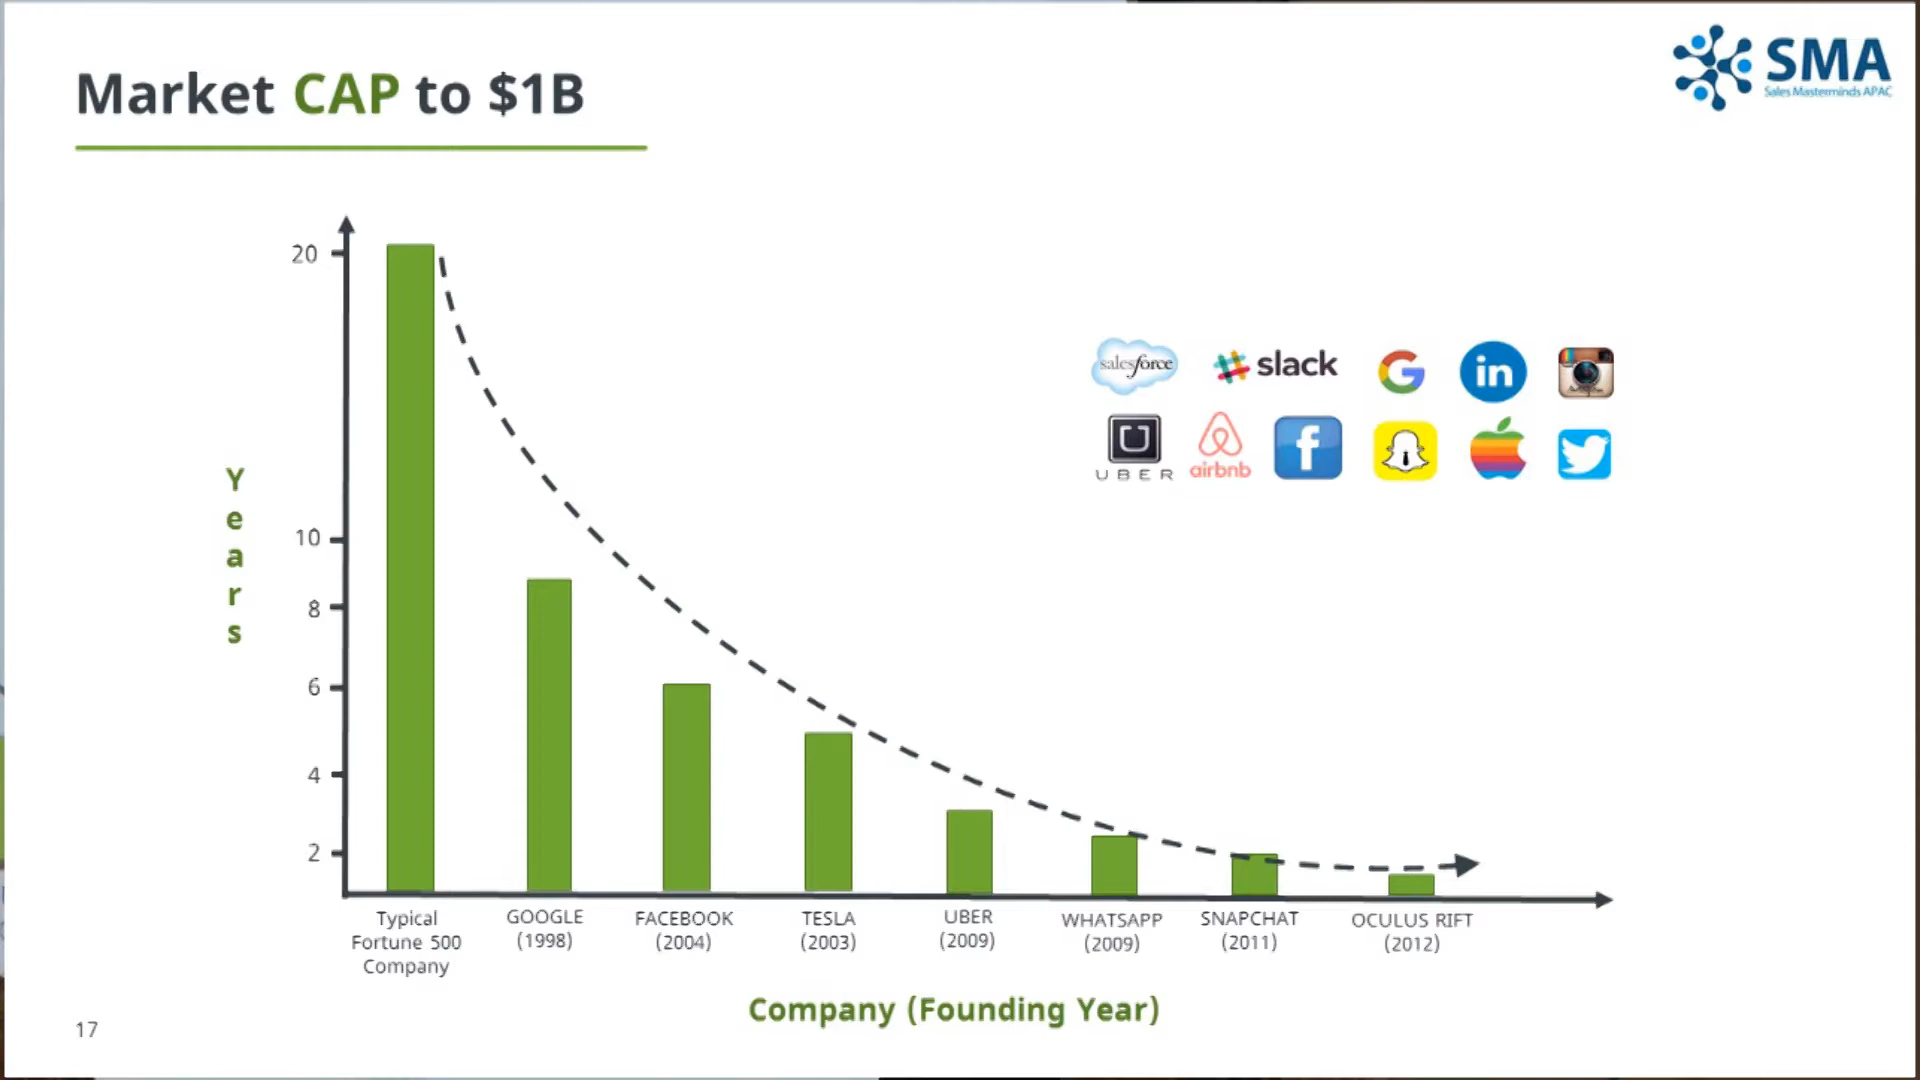 Market CAP to $1B
SMA
Sales Masterminds APAC
20
10
8
6
4
2
Years
salesforce
slack
in
UBER
airbnb
f
Typical
Fortune 500
Company
GOOGLE
(1998)
FACEBOOK
(2004)
TESLA
(2003)
UBER
(2009)
WHATSAPP
(2009)
SNAPCHAT
(2011)
OCULUS RIFT
(2012)
Company (Founding Year)
17